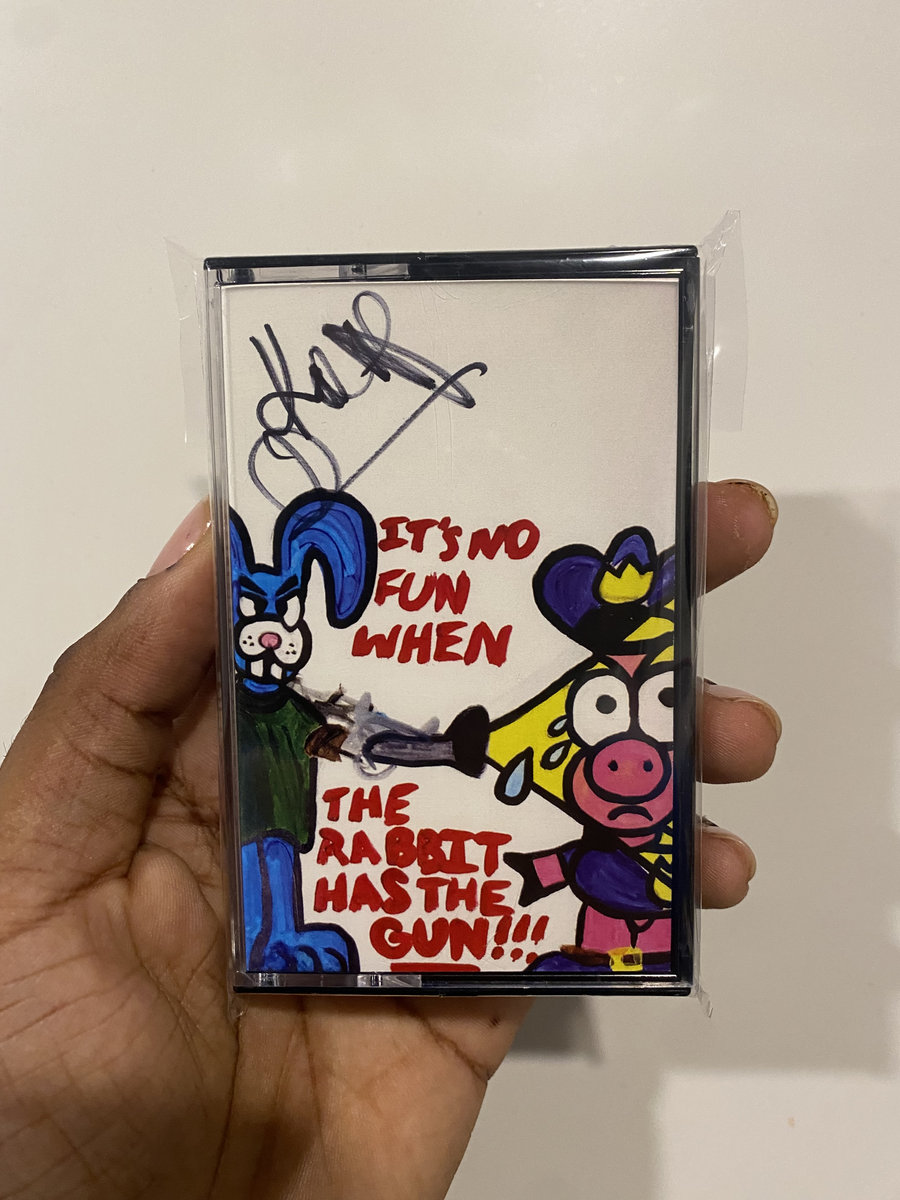 IT'S NO
FUN
WHEN
THE
RABBIT
HAS THE
GUN!!!